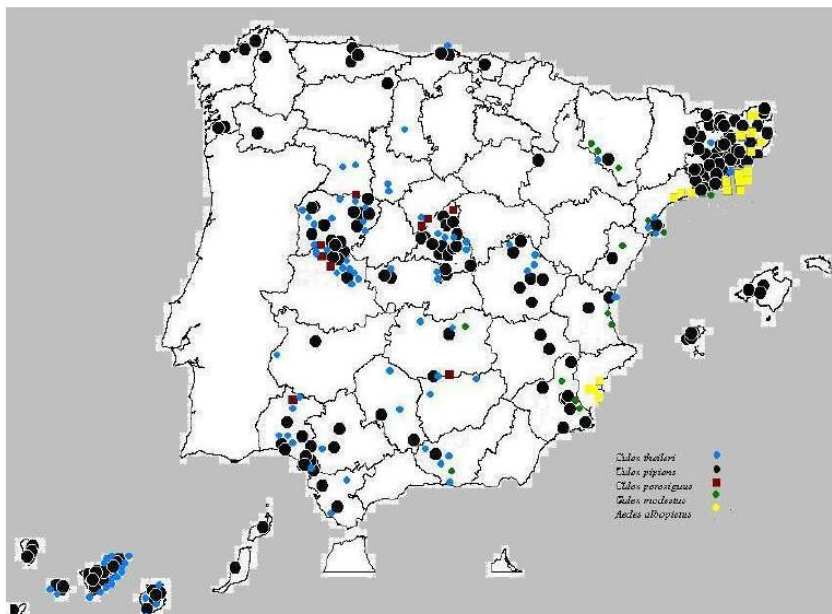 Culex theileri
Culex pipiens
Culex perexiguus
Culex modestus
Aedes albopictus